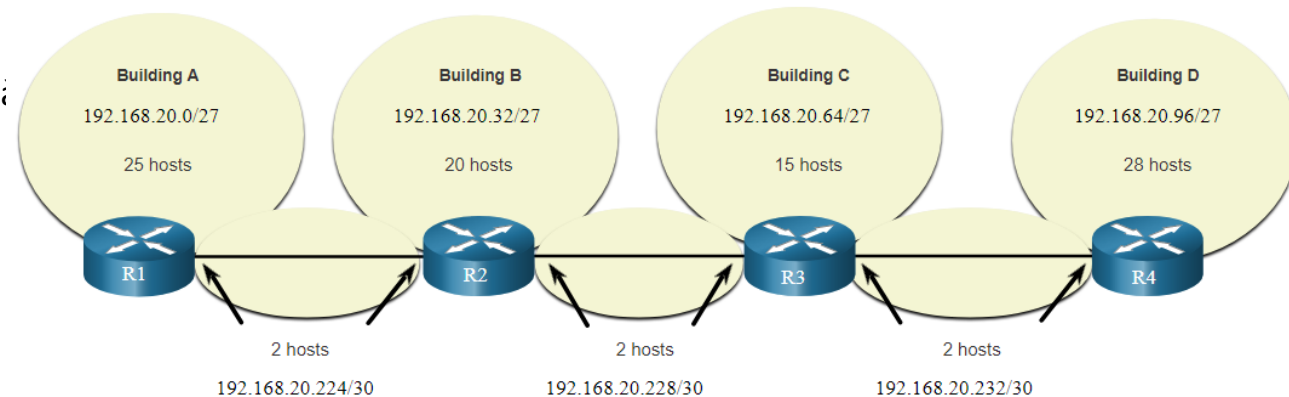 Building A
192.168.20.0/27
25 hosts
Building B
192.168.20.32/27
20 hosts
Building C
192.168.20.64/27
15 hosts
Building D
192.168.20.96/27
28 hosts
R1
R2
R3
R4
2 hosts
192.168.20.224/30
2 hosts
192.168.20.228/30
2 hosts
192.168.20.232/30